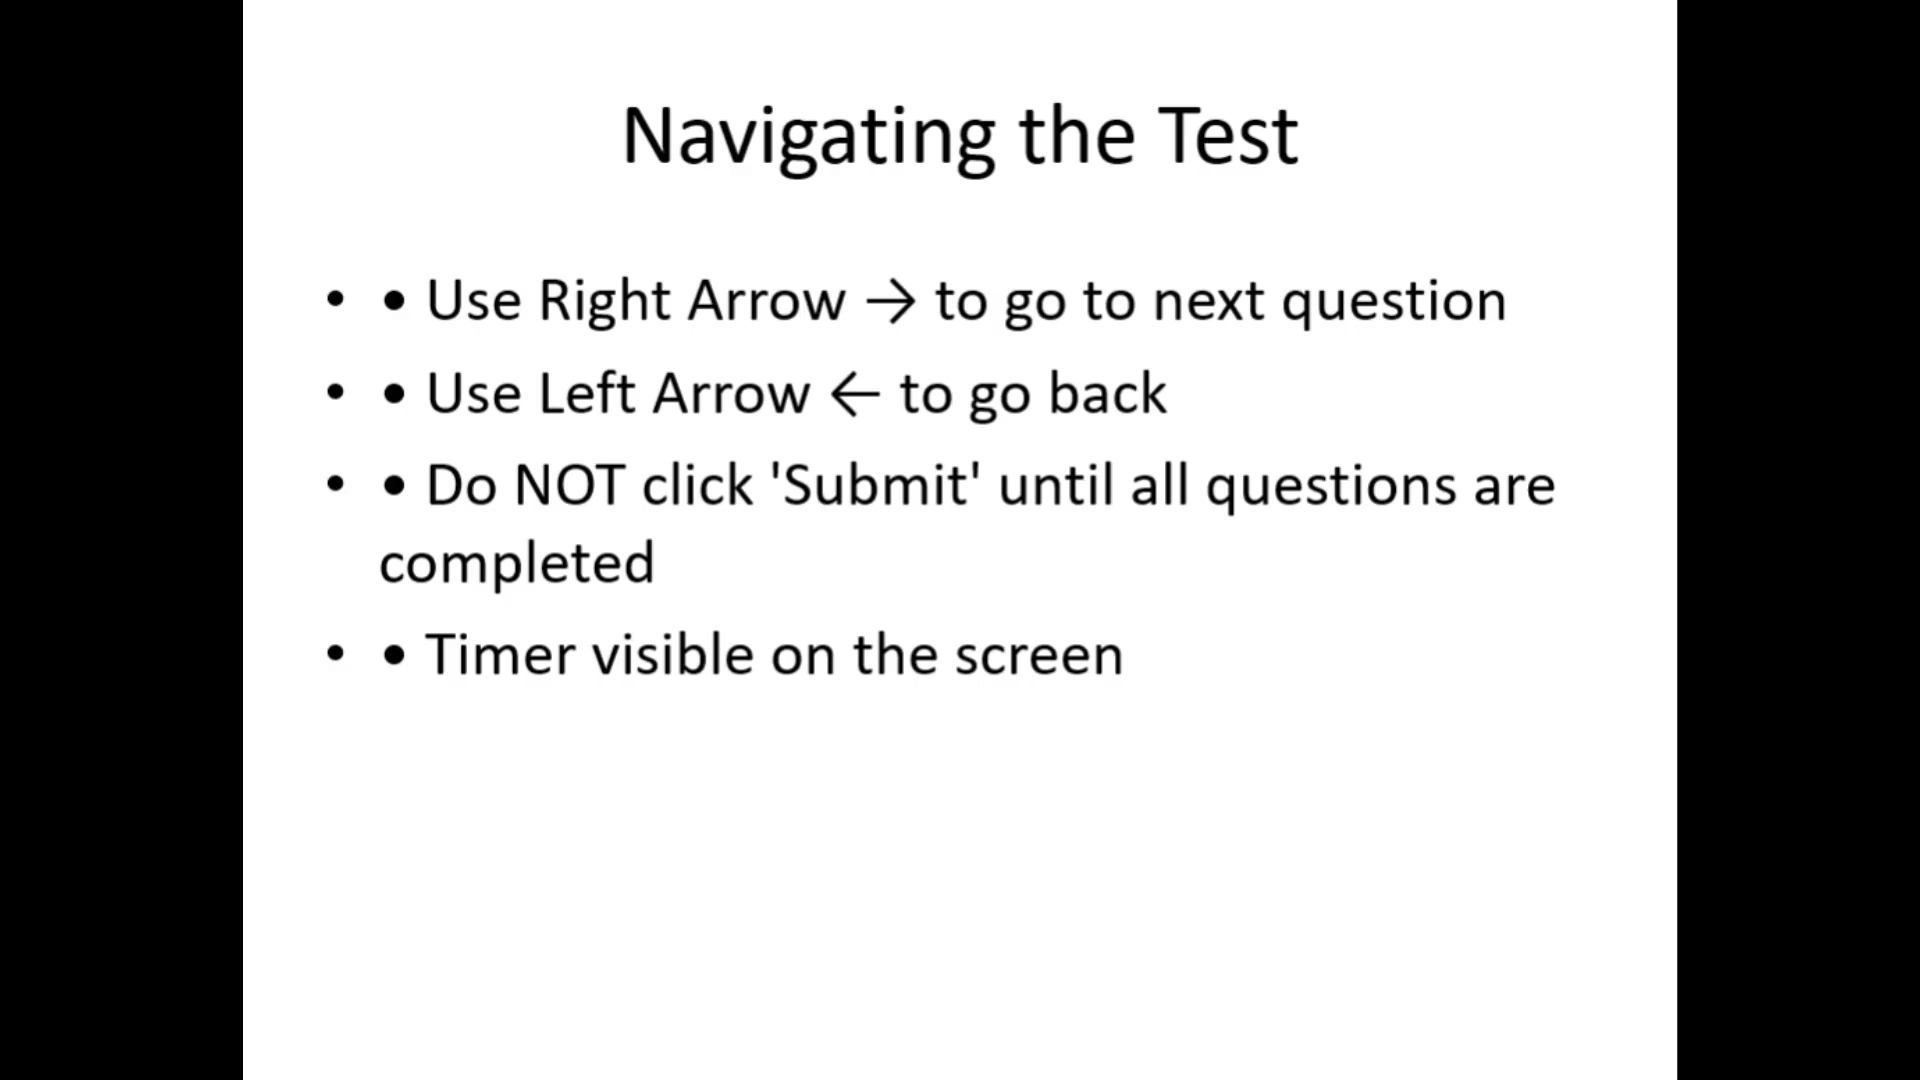 Navigating the Test
• • Use Right Arrow → to go to next question
• • Use Left Arrow ← to go back
• • Do NOT click 'Submit' until all questions are
completed
• • Timer visible on the screen